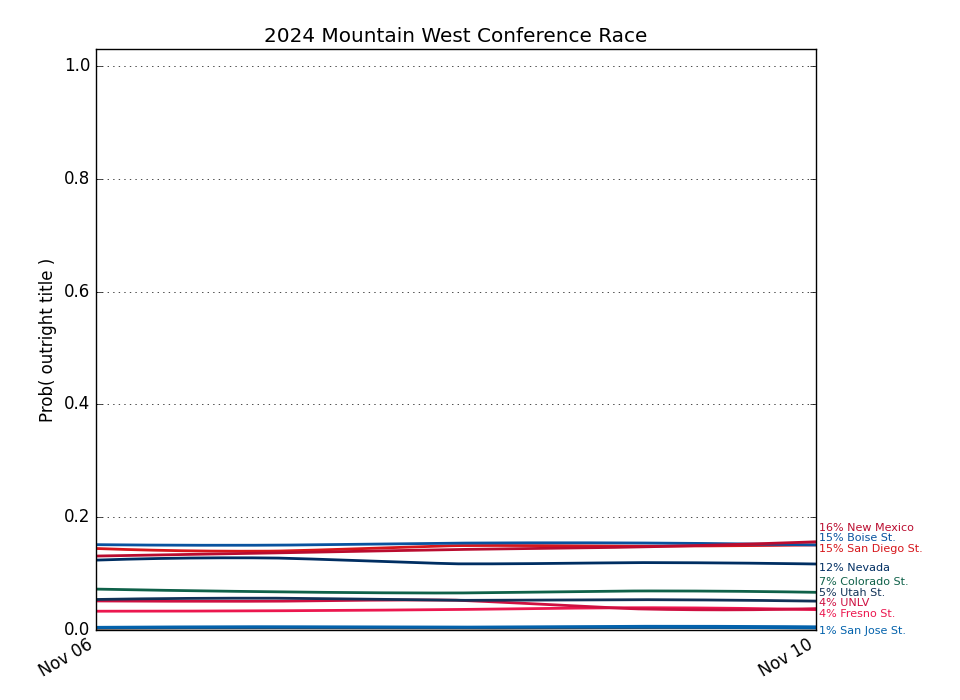 2024 Mountain West Conference Race
Prob( outright title )
1.0
0.8
0.6
0.4
0.2
0.0
16% New Mexico
15% Boise St.
15% San Diego St.
12% Nevada
7% Colorado St.
5% Utah St.
4% UNLV
4% Fresno St.
1% San Jose St.
Nov 06
Nov 10